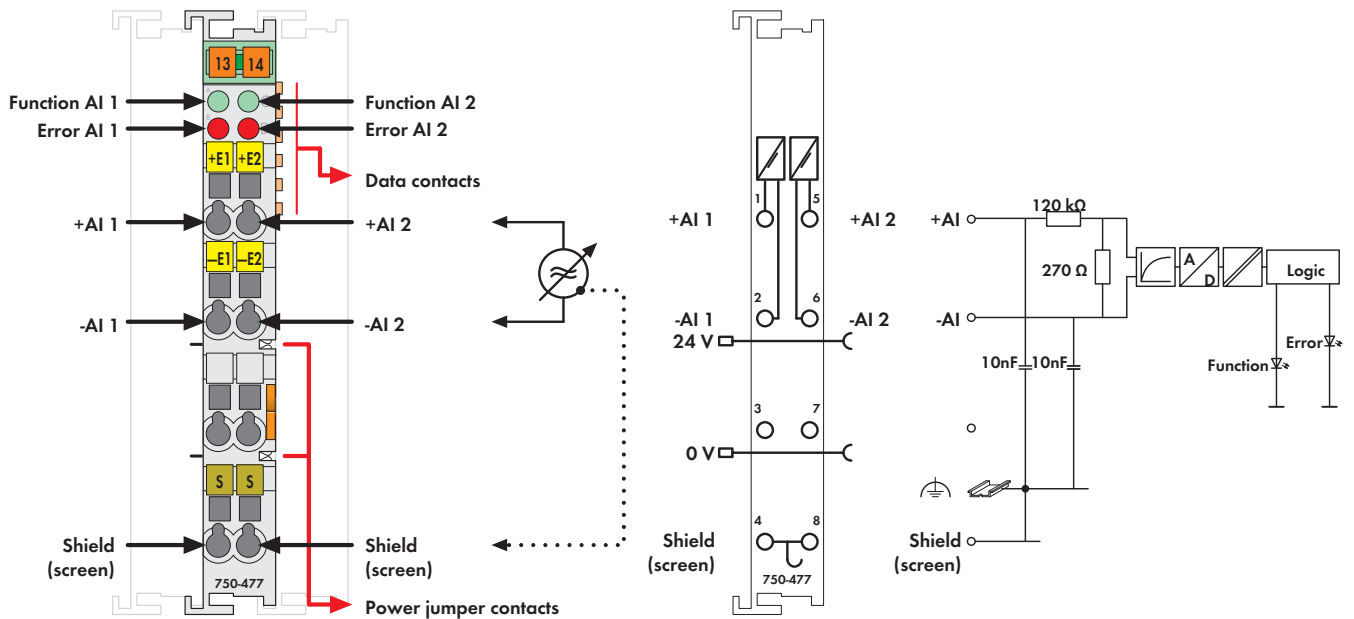 13 14
Function AI 1
Function AI 2
Error AI 1
Error AI 2
+E1 +E2
Data contacts
+AI 1
+AI 2
–E1 –E2
-AI 1
-AI 2
S S
Shield
(screen)
Shield
(screen)
750-477
Power jumper contacts
1
5
+AI 1
+AI 2
2
6
-AI 1
-AI 2
24 V
3
7
0 V
4
8
Shield
(screen)
750-477
+AI
120 kΩ
270 Ω
A
D
Logic
-AI
10nF
10nF
Function
Error
Shield
(screen)